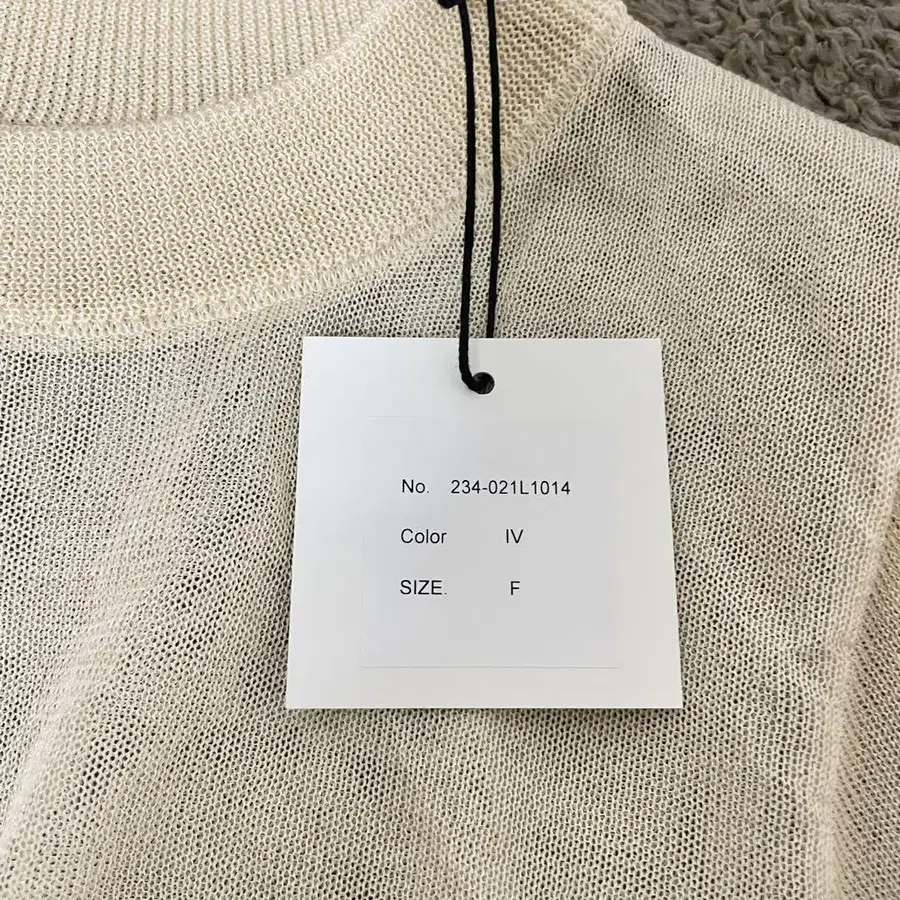 No. 234-021L1014
Color IV
SIZE. F